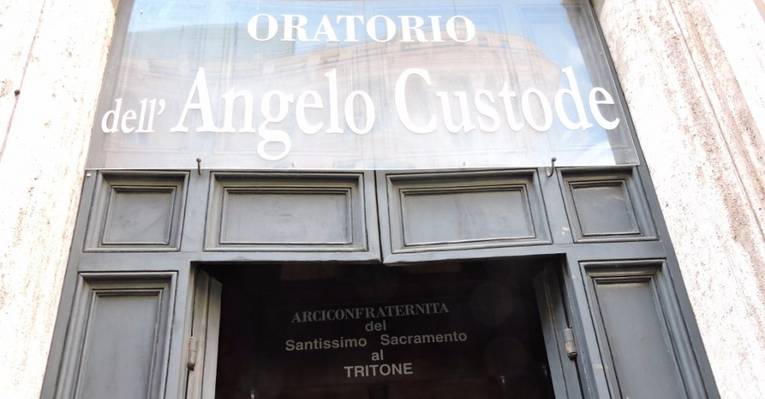 ORATORIO
dell' Angelo Custode
ARCICONFRATERNITA
del
Santissimo Sacramento
al
TRITONE